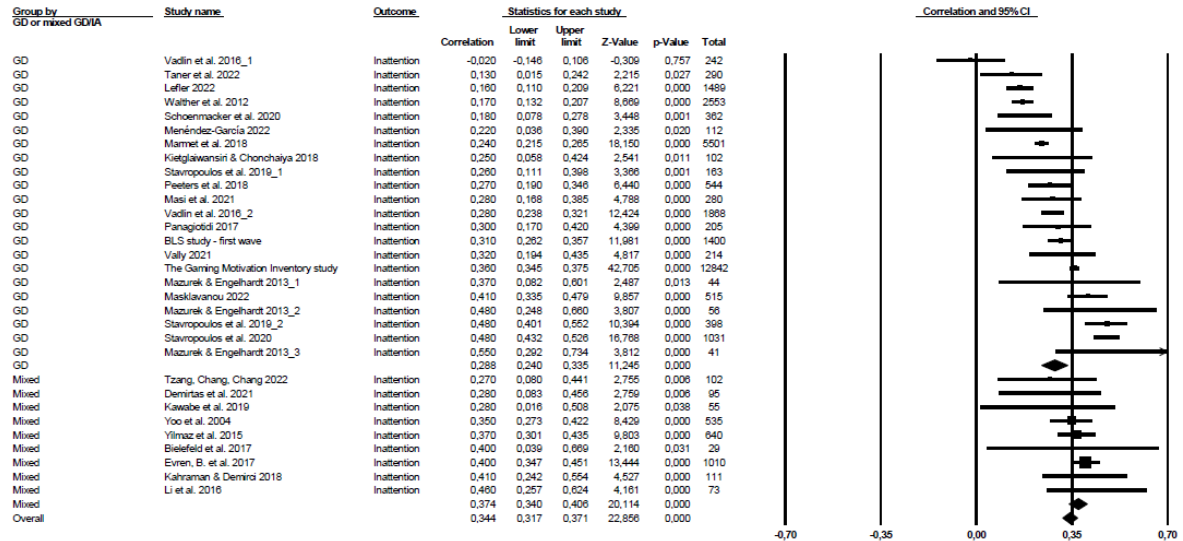 Group by Study name Outcome Statistics for each study Correlation and 95% CI
GD or mixed GD/IA
Lower Upper
Correlation limit limit Z-Value p-Value Total
GD Vadlin et al. 2016_1 Inattention -0,020 -0,146 0,106 -0,309 0,757 242
GD Taner et al. 2022 Inattention 0,130 0,015 0,242 2,215 0,027 290
GD Lefler 2022 Inattention 0,160 0,110 0,209 6,221 0,000 1489
GD Walther et al. 2012 Inattention 0,170 0,132 0,207 8,669 0,000 2553
GD Schoenmacker et al. 2020 Inattention 0,180 0,078 0,278 3,448 0,001 362
GD Menéndez-García 2022 Inattention 0,220 0,036 0,390 2,335 0,020 112
GD Marmet et al. 2018 Inattention 0,240 0,215 0,265 18,150 0,000 5501
GD Kietglaiwansiri & Chonchaiya 2018 Inattention 0,250 0,058 0,424 2,541 0,011 102
GD Stavropoulos et al. 2019_1 Inattention 0,260 0,111 0,398 3,366 0,001 163
GD Peeters et al. 2018 Inattention 0,270 0,190 0,346 6,440 0,000 544
GD Masi et al. 2021 Inattention 0,280 0,168 0,385 4,788 0,000 280
GD Vadlin et al. 2016_2 Inattention 0,280 0,238 0,321 12,424 0,000 1868
GD Panagiotidi 2017 Inattention 0,300 0,170 0,420 4,399 0,000 205
GD BLS study - first wave Inattention 0,310 0,262 0,357 11,981 0,000 1400
GD Vally 2021 Inattention 0,320 0,194 0,435 4,817 0,000 214
GD The Gaming Motivation Inventory study Inattention 0,360 0,345 0,375 42,705 0,000 12842
GD Mazurek & Engelhardt 2013_1 Inattention 0,370 0,082 0,601 2,487 0,013 44
GD Masklavanou 2022 Inattention 0,410 0,335 0,479 9,857 0,000 515
GD Mazurek & Engelhardt 2013_2 Inattention 0,480 0,248 0,660 3,807 0,000 56
GD Stavropoulos et al. 2019_2 Inattention 0,480 0,401 0,552 10,394 0,000 398
GD Stavropoulos et al. 2020 Inattention 0,480 0,432 0,526 16,768 0,000 1031
GD Mazurek & Engelhardt 2013_3 Inattention 0,550 0,292 0,734 3,812 0,000 41
GD 0,288 0,240 0,335 11,245 0,000
Mixed Tzang, Chang, Chang 2022 Inattention 0,270 0,080 0,441 2,755 0,006 102
Mixed Demirtas et al. 2021 Inattention 0,280 0,083 0,456 2,759 0,006 95
Mixed Kawabe et al. 2019 Inattention 0,280 0,016 0,508 2,075 0,038 55
Mixed Yoo et al. 2004 Inattention 0,350 0,273 0,422 8,429 0,000 535
Mixed Yilmaz et al. 2015 Inattention 0,370 0,301 0,435 9,803 0,000 640
Mixed Bielefeld et al. 2017 Inattention 0,400 0,039 0,669 2,160 0,031 29
Mixed Evren, B. et al. 2017 Inattention 0,400 0,347 0,451 13,444 0,000 1010
Mixed Kahraman & Demirci 2018 Inattention 0,410 0,242 0,554 4,527 0,000 111
Mixed Li et al. 2016 Inattention 0,460 0,257 0,624 4,161 0,000 73
Mixed 0,374 0,340 0,406 20,114 0,000
Overall 0,344 0,317 0,371 22,856 0,000
-0,70 -0,35 0,00 0,35 0,70